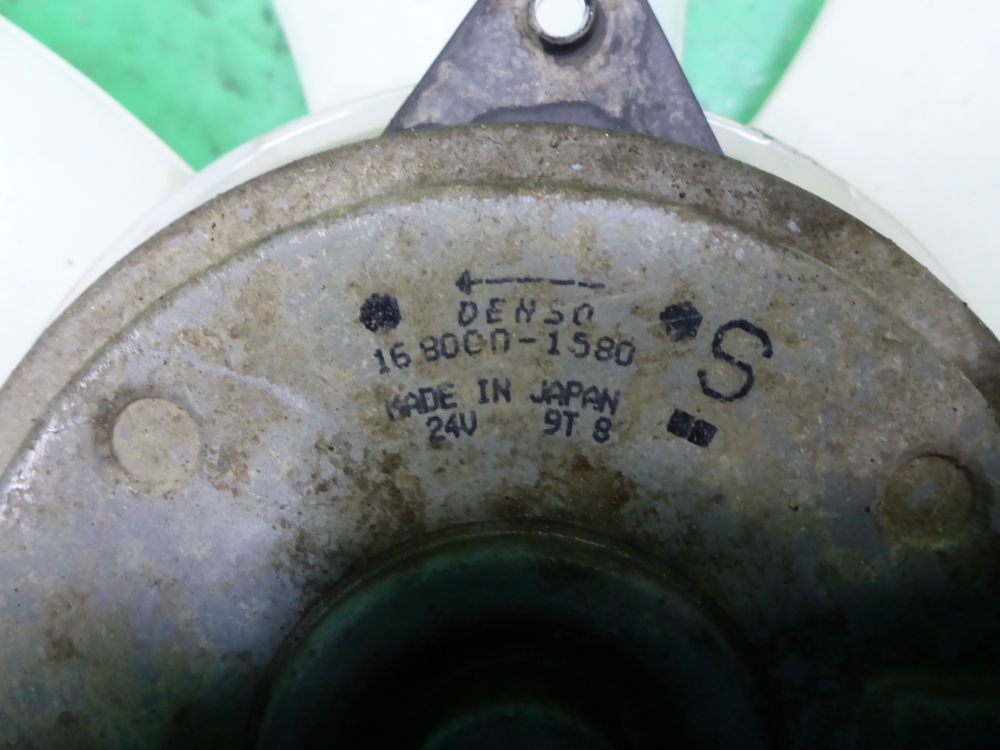 DENSO
168000-1580
S
MADE IN JAPAN
24V 9T 8